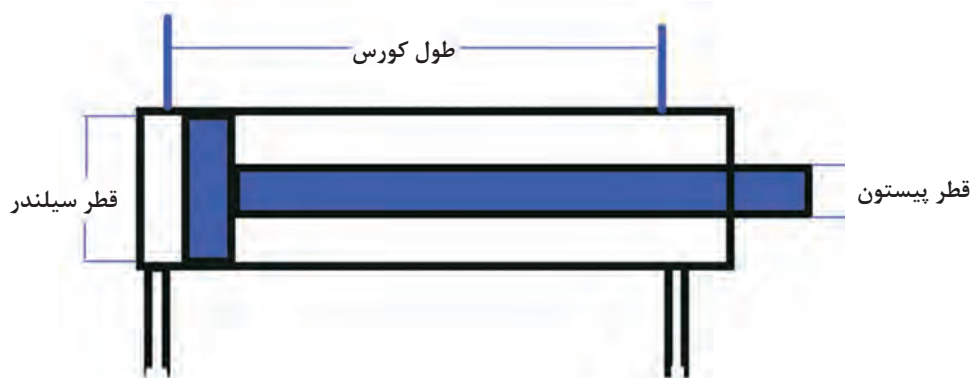 طول کورس
قطر پیستون
قطر سیلندر